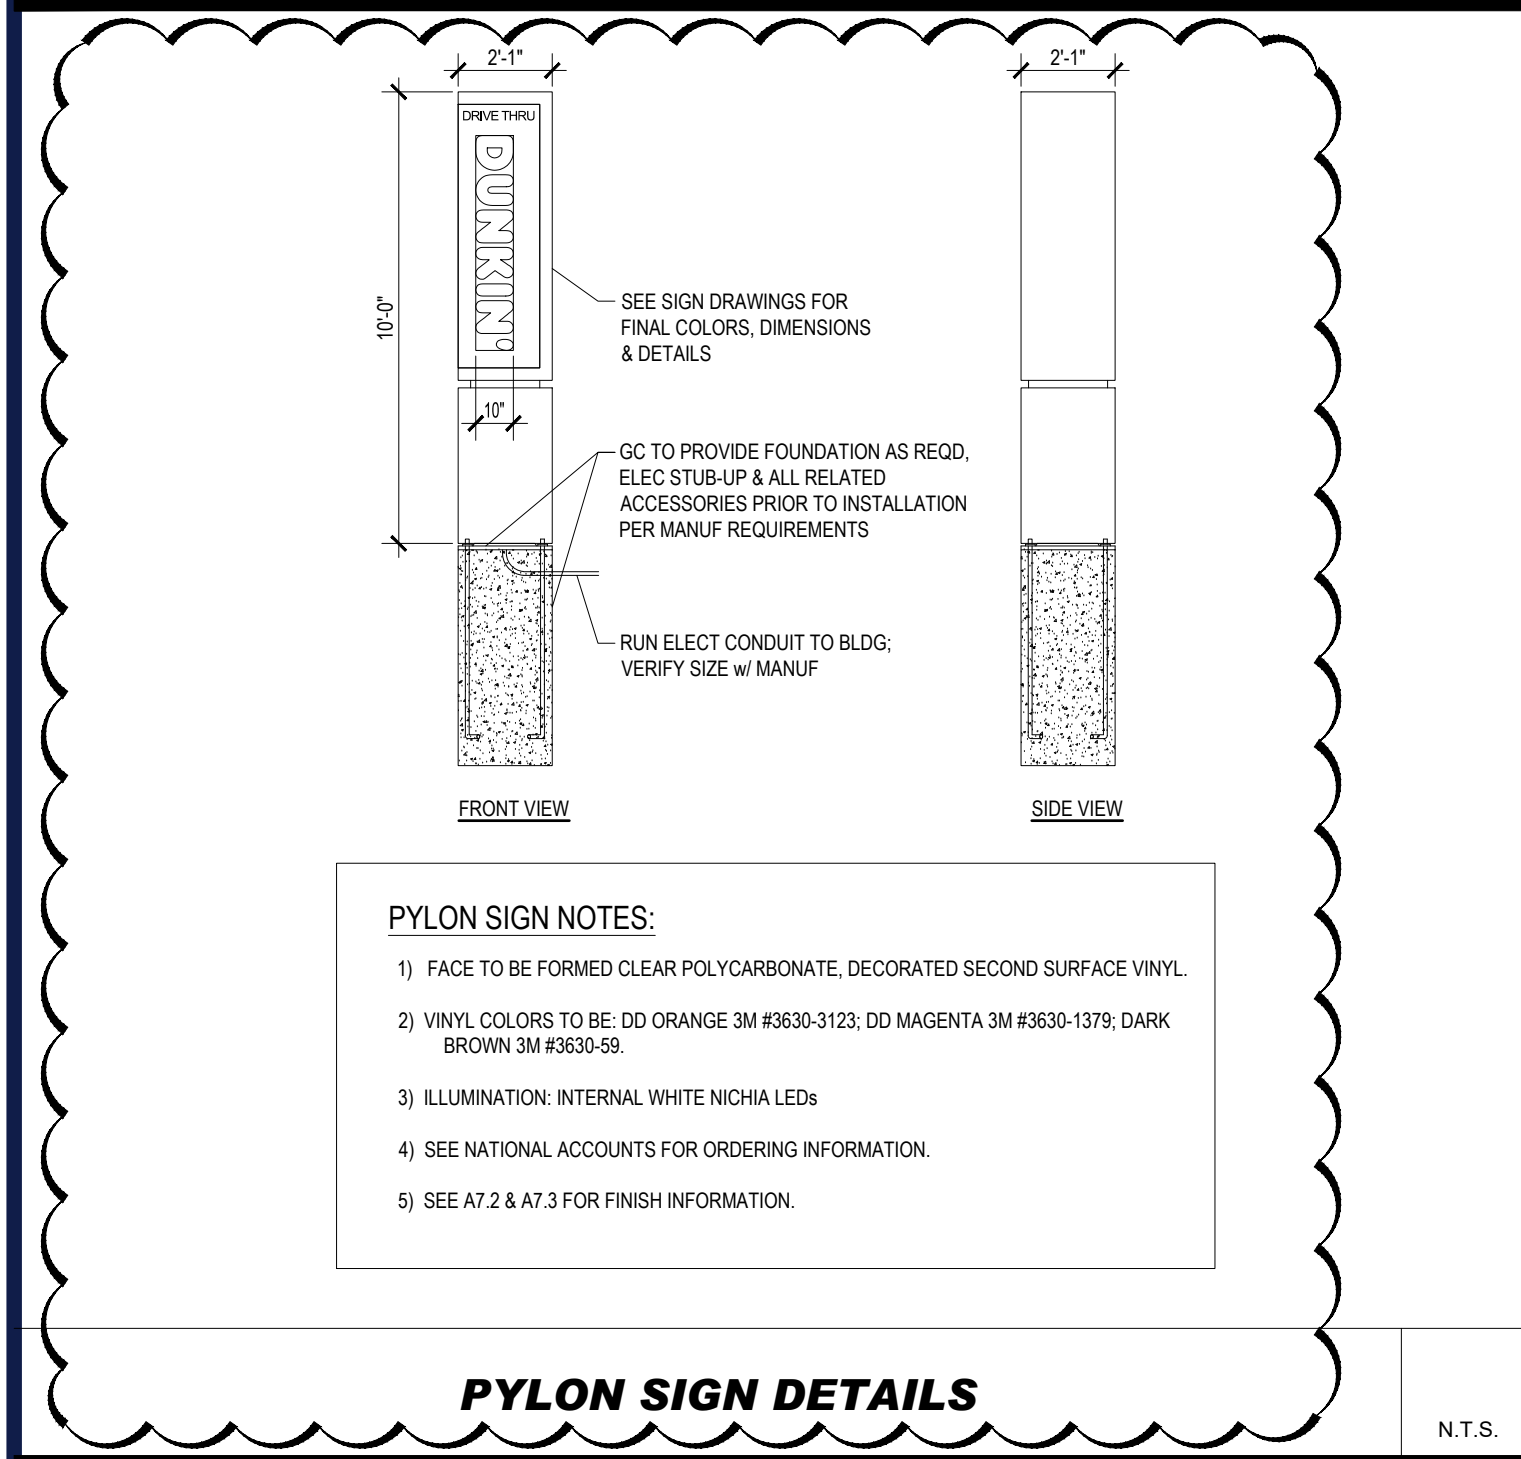 2'-1"
2'-1"
DRIVE THRU
DUNKIN'
10'-0"
SEE SIGN DRAWINGS FOR
FINAL COLORS, DIMENSIONS
& DETAILS
10"
GC TO PROVIDE FOUNDATION AS REQD,
ELEC STUB-UP & ALL RELATED
ACCESSORIES PRIOR TO INSTALLATION
PER MANUF REQUIREMENTS
RUN ELECT CONDUIT TO BLDG;
VERIFY SIZE w/ MANUF
FRONT VIEW
SIDE VIEW
PYLON SIGN NOTES:
1) FACE TO BE FORMED CLEAR POLYCARBONATE, DECORATED SECOND SURFACE VINYL.
2) VINYL COLORS TO BE: DD ORANGE 3M #3630-3123; DD MAGENTA 3M #3630-1379; DARK
BROWN 3M #3630-59.
3) ILLUMINATION: INTERNAL WHITE NICHIA LEDs
4) SEE NATIONAL ACCOUNTS FOR ORDERING INFORMATION.
5) SEE A7.2 & A7.3 FOR FINISH INFORMATION.
PYLON SIGN DETAILS
N.T.S.